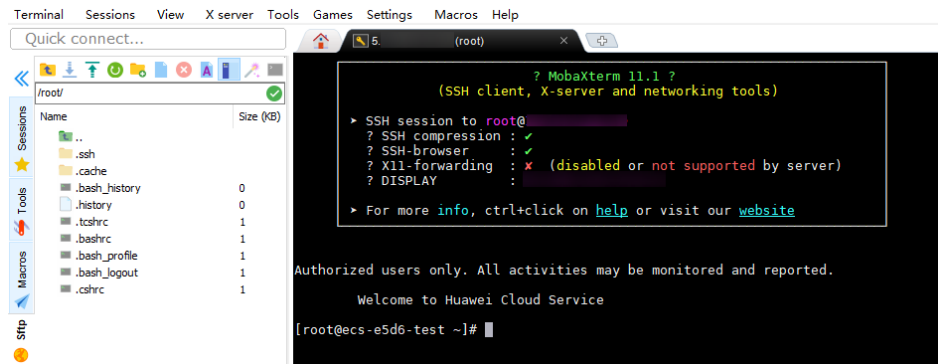 Terminal Sessions View X server Tools Games Settings Macros Help
Quick connect...
5. (root)
/root/
Name Size (KB)
..
.ssh
.cache
.bash_history 0
.history 0
.tcshrc 1
.bashrc 1
.bash_profile 1
.bash_logout 1
.cshrc 1
Sessions
Tools
Macros
Sftp
? MobaXterm 11.1 ?
(SSH client, X-server and networking tools)
➤ SSH session to root@
? SSH compression : ✔
? SSH-browser : ✔
? X11-forwarding : ✘ (disabled or not supported by server)
? DISPLAY :
➤ For more info, ctrl+click on help or visit our website
Authorized users only. All activities may be monitored and reported.
Welcome to Huawei Cloud Service
[root@ecs-e5d6-test ~]#